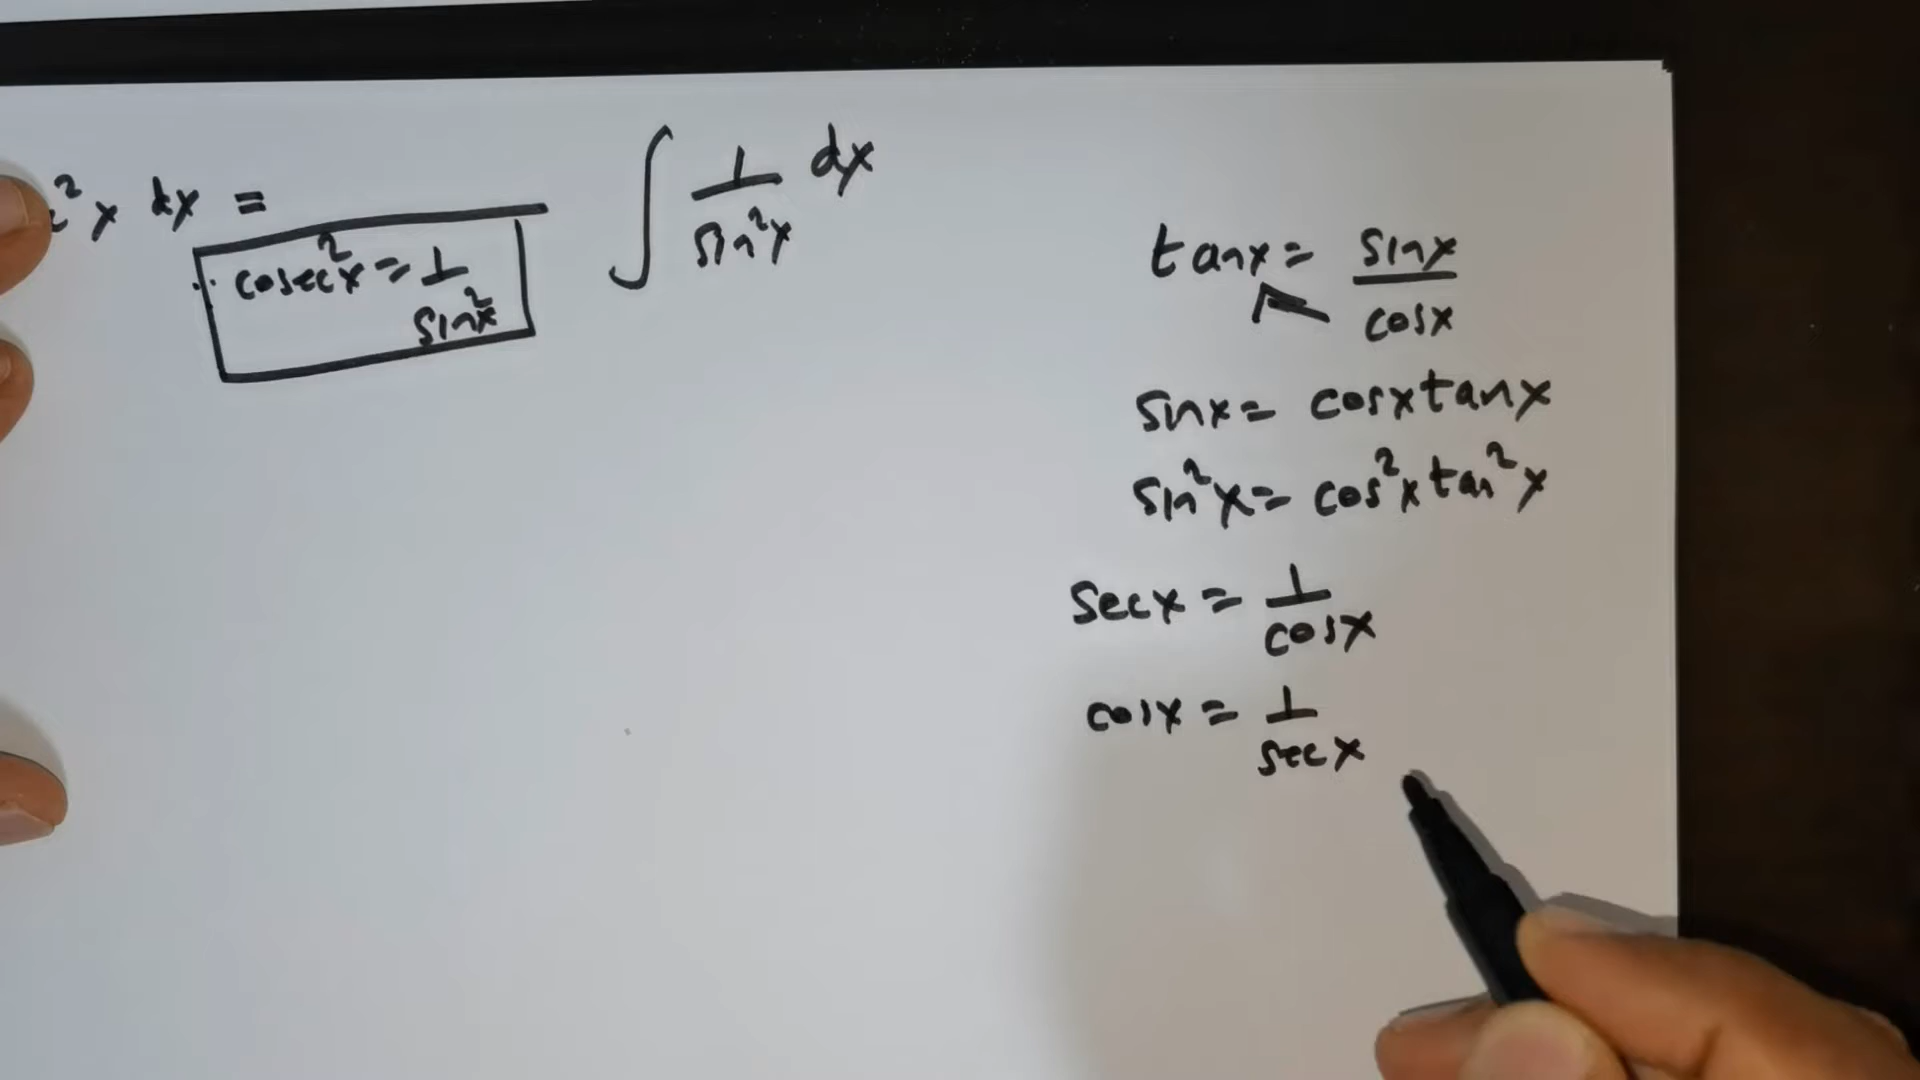 ²x dx = ∫ 1/sin²x dx
cosec²x = 1/sin²x
tanx = sinx/cosx
sinx = cosxtanx
sin²x = cos²xtan²x
secx = 1/cosx
cosx = 1/secx